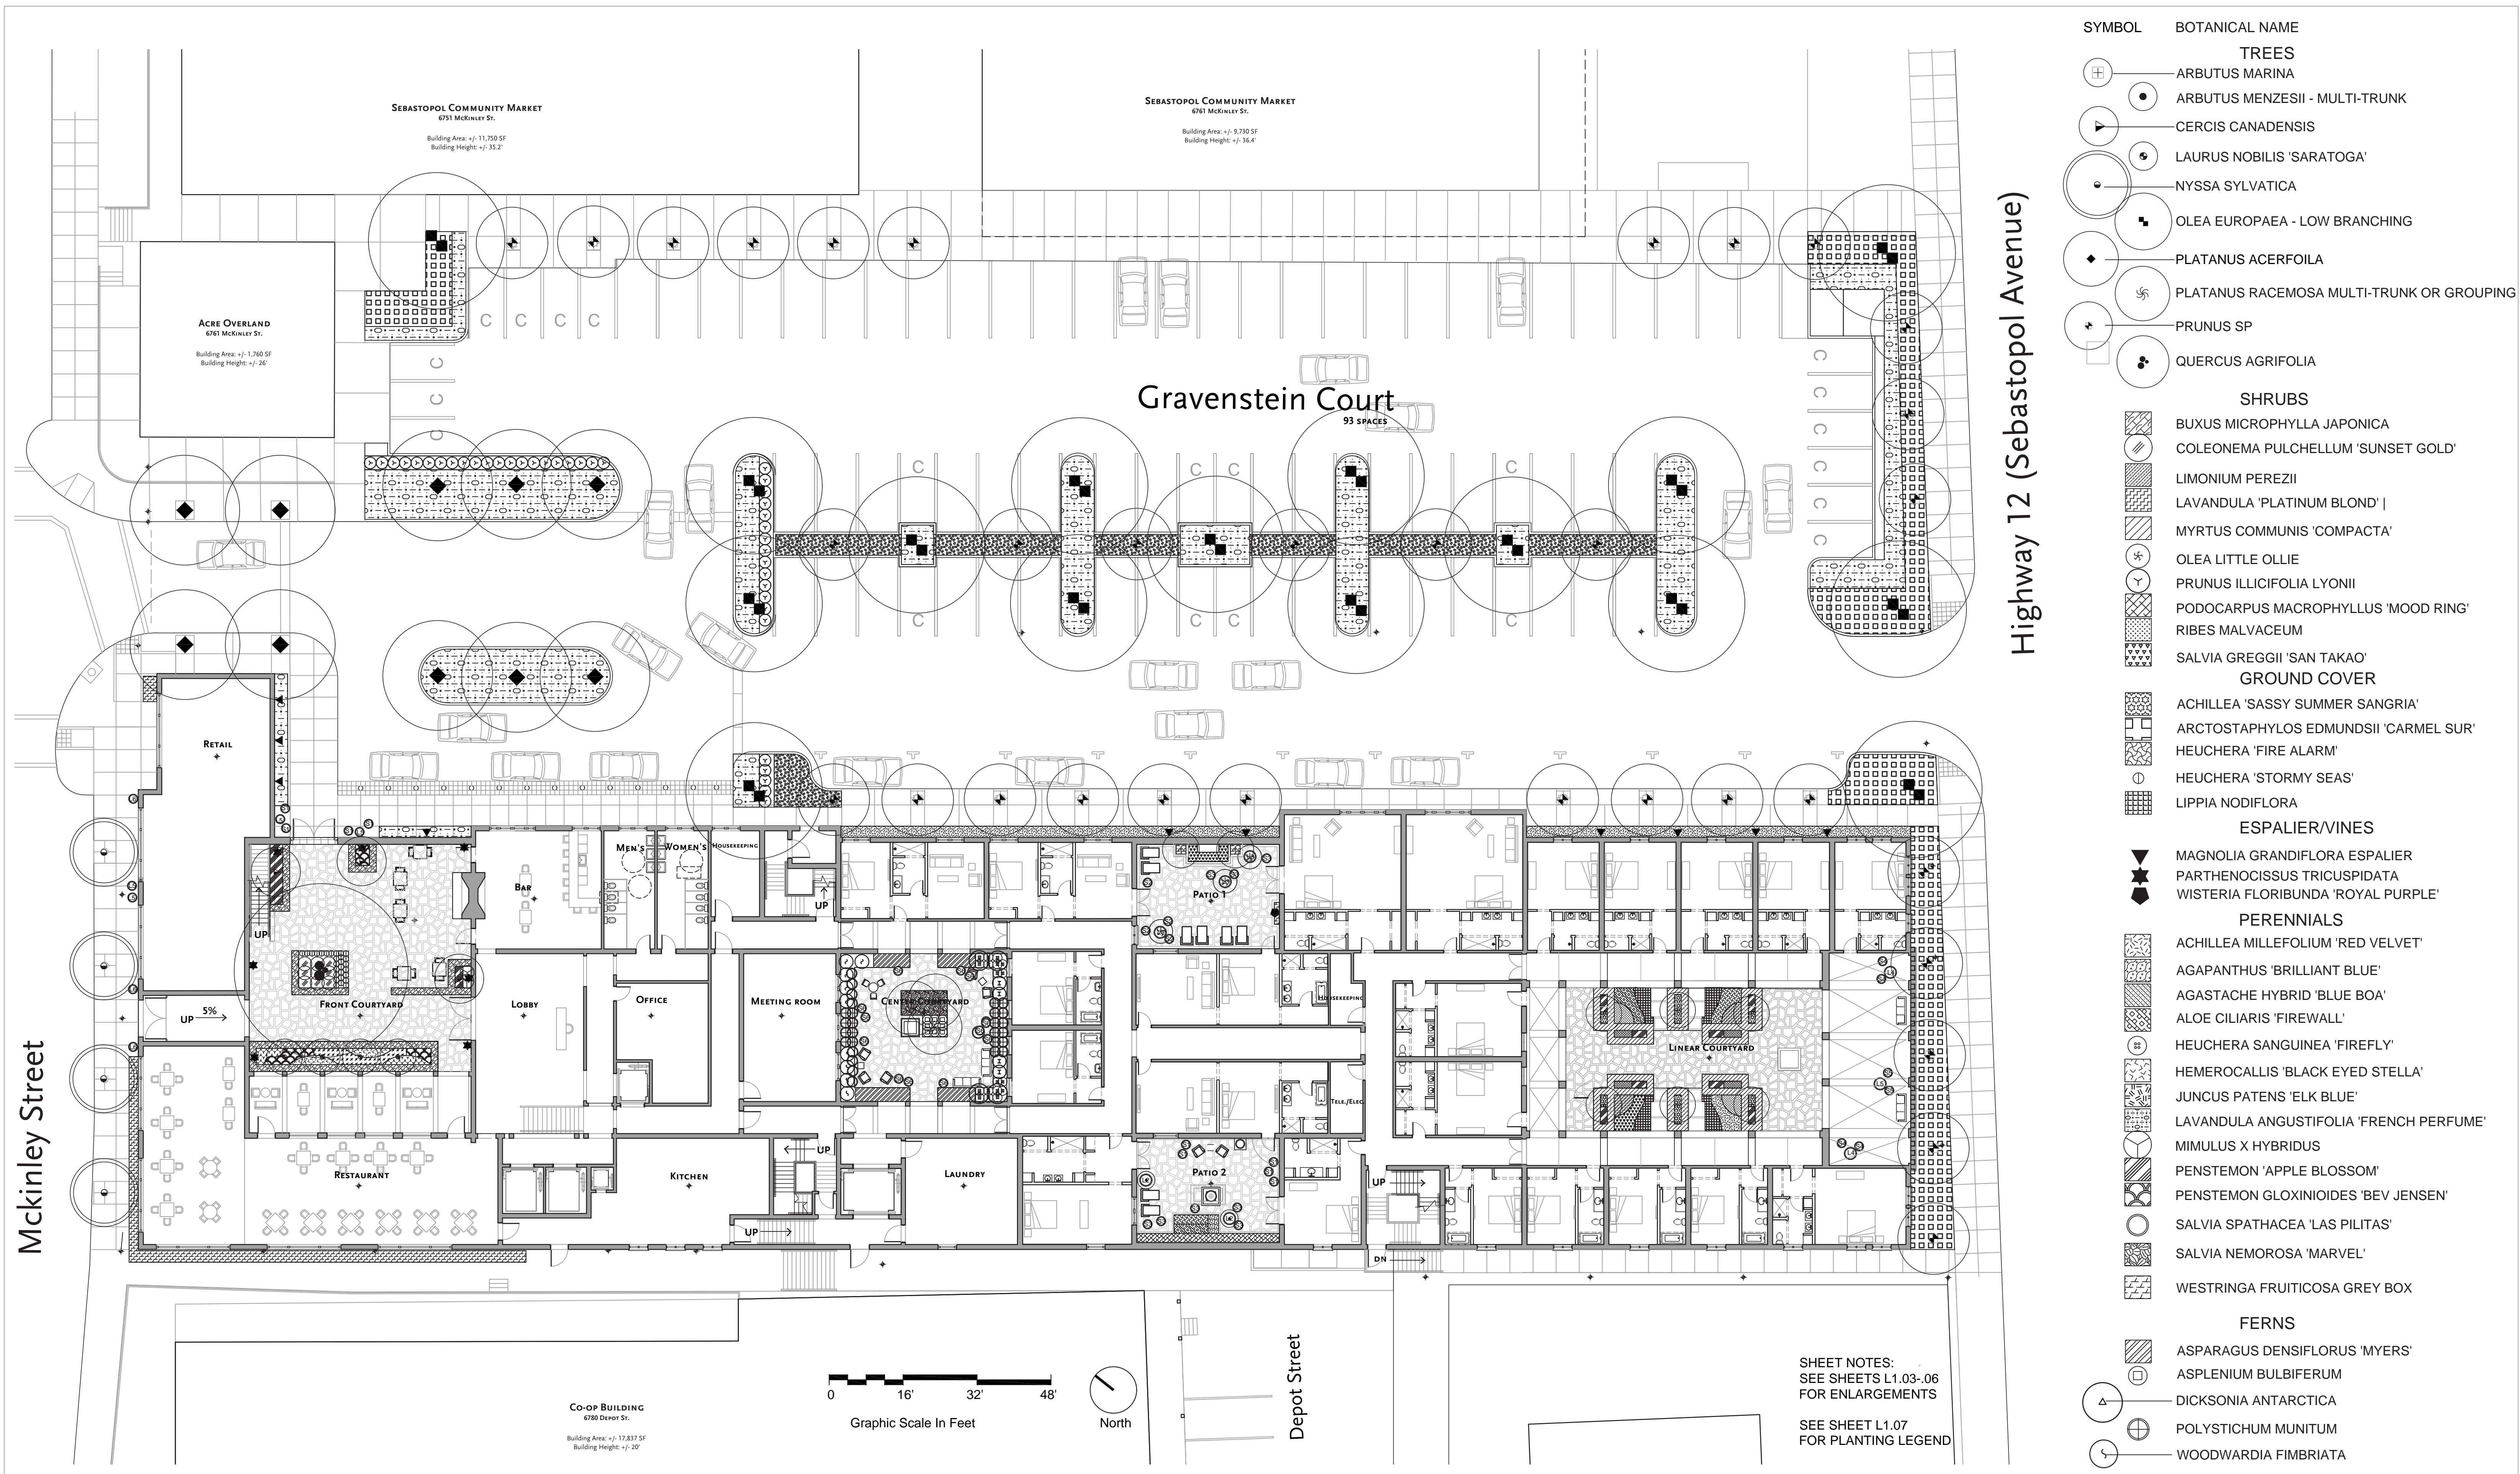 Sebastopol Community Market
6751 McKinley St.
Building Area: +/- 11,750 SF
Building Height: +/- 35.2'
Sebastopol Community Market
6761 McKinley St.
Building Area: +/- 9,730 SF
Building Height: +/- 36.4'
Acre Overland
6761 McKinley St.
Building Area: +/- 1,760 SF
Building Height: +/- 26'
C C C C
C
C
C
C
C
C
C
C
C
Gravenstein Court
93 SPACES
C C C C
C C C C
Highway 12 (Sebastopol Avenue)
Mckinley Street
Retail
Bar
Men's
Women's
Housekeeping
UP
Patio 1
UP
Front Courtyard
UP 5%
Lobby
Office
Meeting room
Center Courtyard
Housekeeping
Linear Courtyard
Tele./Elec.
Restaurant
Kitchen
UP
UP
Laundry
Patio 2
UP
DN
Co-op Building
6780 Depot St.
Building Area: +/- 17,837 SF
Building Height: +/- 20'
0 16' 32' 48'
Graphic Scale In Feet
North
Depot Street
SHEET NOTES:
SEE SHEETS L1.03-.06
FOR ENLARGEMENTS
SEE SHEET L1.07
FOR PLANTING LEGEND
SYMBOL BOTANICAL NAME
TREES
ARBUTUS MARINA
ARBUTUS MENZESII - MULTI-TRUNK
CERCIS CANADENSIS
LAURUS NOBILIS 'SARATOGA'
NYSSA SYLVATICA
OLEA EUROPAEA - LOW BRANCHING
PLATANUS ACERFOILA
PLATANUS RACEMOSA MULTI-TRUNK OR GROUPING
PRUNUS SP
QUERCUS AGRIFOLIA
SHRUBS
BUXUS MICROPHYLLA JAPONICA
COLEONEMA PULCHELLUM 'SUNSET GOLD'
LIMONIUM PEREZII
LAVANDULA 'PLATINUM BLOND' |
MYRTUS COMMUNIS 'COMPACTA'
OLEA LITTLE OLLIE
PRUNUS ILLICIFOLIA LYONII
PODOCARPUS MACROPHYLLUS 'MOOD RING'
RIBES MALVACEUM
SALVIA GREGGII 'SAN TAKAO'
GROUND COVER
ACHILLEA 'SASSY SUMMER SANGRIA'
ARCTOSTAPHYLOS EDMUNDSII 'CARMEL SUR'
HEUCHERA 'FIRE ALARM'
HEUCHERA 'STORMY SEAS'
LIPPIA NODIFLORA
ESPALIER/VINES
MAGNOLIA GRANDIFLORA ESPALIER
PARTHENOCISSUS TRICUSPIDATA
WISTERIA FLORIBUNDA 'ROYAL PURPLE'
PERENNIALS
ACHILLEA MILLEFOLIUM 'RED VELVET'
AGAPANTHUS 'BRILLIANT BLUE'
AGASTACHE HYBRID 'BLUE BOA'
ALOE CILIARIS 'FIREWALL'
HEUCHERA SANGUINEA 'FIREFLY'
HEMEROCALLIS 'BLACK EYED STELLA'
JUNCUS PATENS 'ELK BLUE'
LAVANDULA ANGUSTIFOLIA 'FRENCH PERFUME'
MIMULUS X HYBRIDUS
PENSTEMON 'APPLE BLOSSOM'
PENSTEMON GLOXINIOIDES 'BEV JENSEN'
SALVIA SPATHACEA 'LAS PILITAS'
SALVIA NEMOROSA 'MARVEL'
WESTRINGA FRUITICOSA GREY BOX
FERNS
ASPARAGUS DENSIFLORUS 'MYERS'
ASPLENIUM BULBIFERUM
DICKSONIA ANTARCTICA
POLYSTICHUM MUNITUM
WOODWARDIA FIMBRIATA